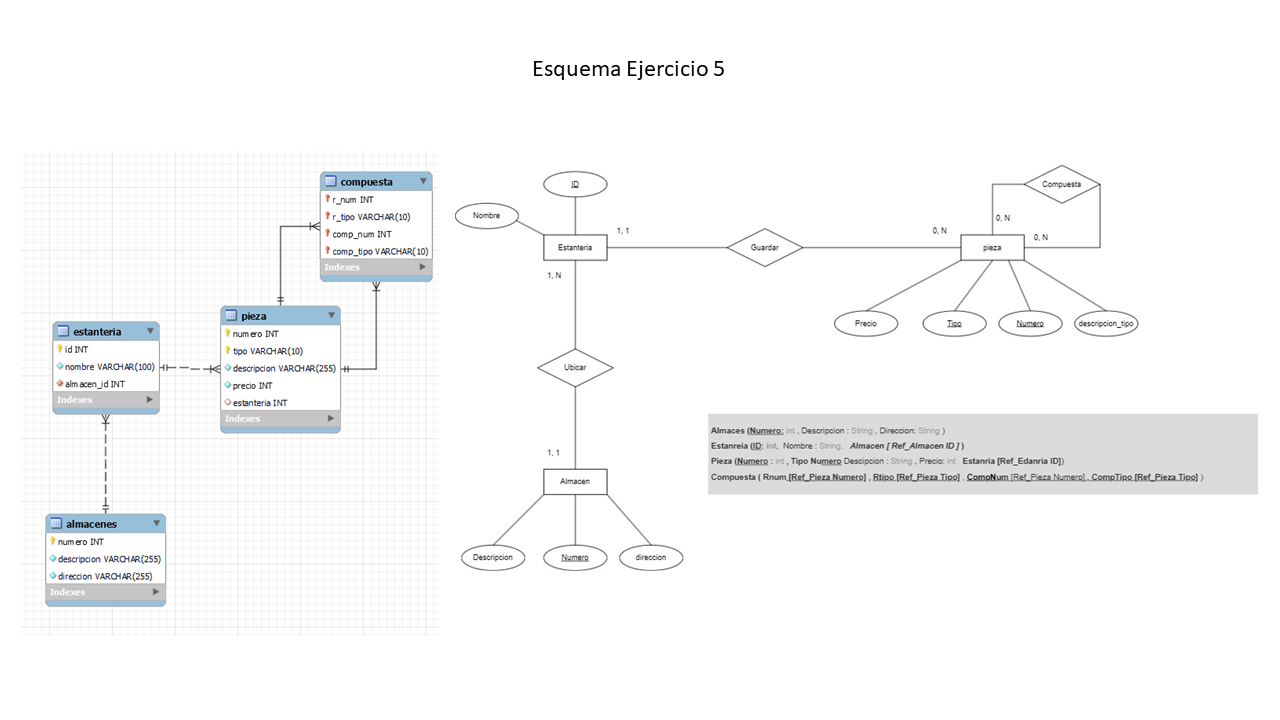 Esquema Ejercicio 5
compuesta
r_num INT
r_tipo VARCHAR(10)
comp_num INT
comp_tipo VARCHAR(10)
Indexes
pieza
numero INT
tipo VARCHAR(10)
descripcion VARCHAR(255)
precio INT
estanteria INT
Indexes
estanteria
id INT
nombre VARCHAR(100)
almacen_id INT
Indexes
almacenes
numero INT
descripcion VARCHAR(255)
direccion VARCHAR(255)
Indexes
ID
Nombre
Estanteria
1, 1
Guardar
0, N
pieza
Compuesta
0, N
0, N
Precio
Tipo
Numero
descripcion_tipo
1, N
Ubicar
1, 1
Almacen
Descripcion
Numero
direccion
Almaces (Numero: int , Descripcion : String , Direccion: String )
Estanreia (ID: int, Nombre : String, Almacen [ Ref_Almacen ID ] )
Pieza (Numero : int , Tipo Numero Descipcion : String , Precio: int Estanria [Ref_Edanria ID])
Compuesta ( Rnum [Ref_Pieza Numero] , Rtipo [Ref_Pieza Tipo] , CompNum [Ref_Pieza Numero] , CompTipo [Ref_Pieza Tipo] )